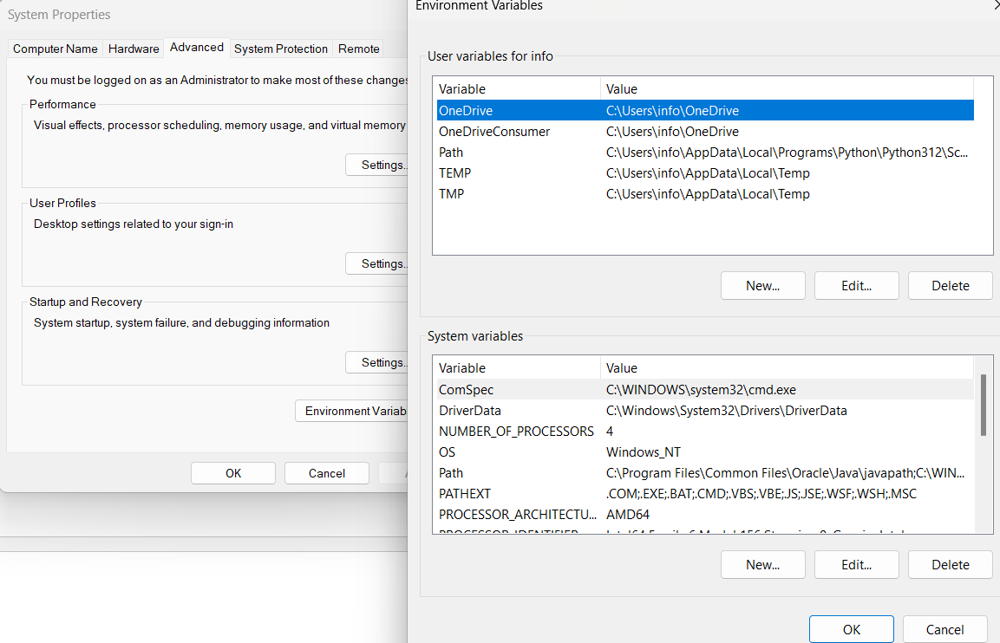 System Properties
Computer Name Hardware Advanced System Protection Remote
You must be logged on as an Administrator to make most of these changes
Performance
Visual effects, processor scheduling, memory usage, and virtual memory
Settings..
User Profiles
Desktop settings related to your sign-in
Settings..
Startup and Recovery
System startup, system failure, and debugging information
Settings..
Environment Variab
OK Cancel
Environment Variables
User variables for info
Variable Value
OneDrive C:\Users\info\OneDrive
OneDriveConsumer C:\Users\info\OneDrive
Path C:\Users\info\AppData\Local\Programs\Python\Python312\Sc...
TEMP C:\Users\info\AppData\Local\Temp
TMP C:\Users\info\AppData\Local\Temp
New... Edit... Delete
System variables
Variable Value
ComSpec C:\WINDOWS\system32\cmd.exe
DriverData C:\Windows\System32\Drivers\DriverData
NUMBER_OF_PROCESSORS 4
OS Windows_NT
Path C:\Program Files\Common Files\Oracle\Java\javapath;C:\WIN...
PATHEXT .COM;.EXE;.BAT;.CMD;.VBS;.VBE;.JS;.JSE;.WSF;.WSH;.MSC
PROCESSOR_ARCHITECTU... AMD64
PROCESSOR_IDENTIFIER
New... Edit... Delete
OK Cancel